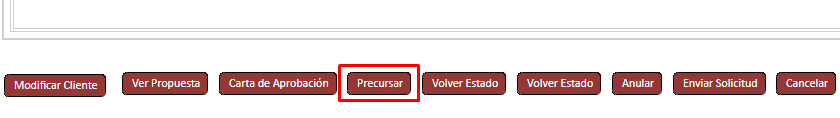 Modificar Cliente Ver Propuesta Carta de Aprobación Precursar Volver Estado Volver Estado Anular Enviar Solicitud Cancelar